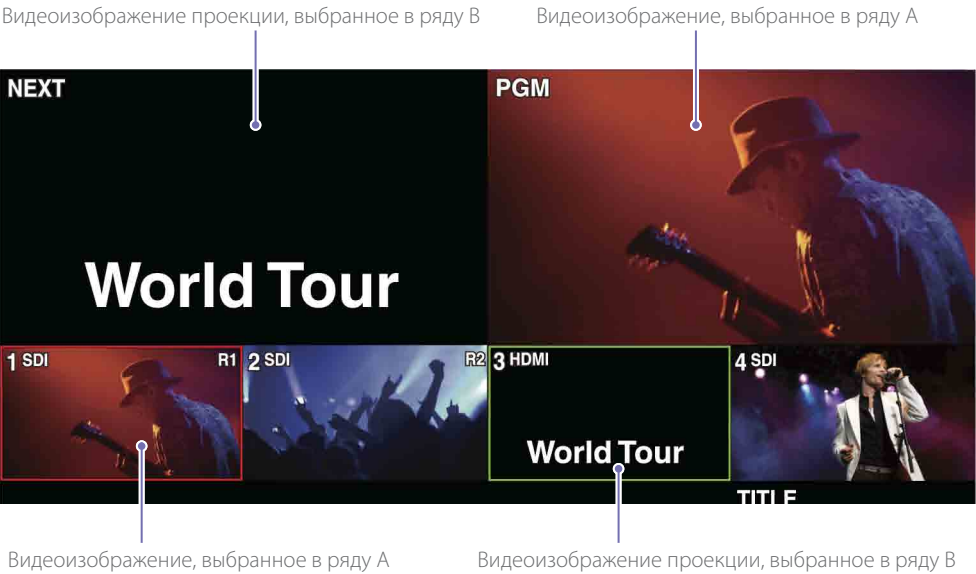 Видеоизображение проекции, выбранное в ряду B
Видеоизображение, выбранное в ряду A
NEXT
PGM
World Tour
1 SDI R1
2 SDI R2
3 HDMI
4 SDI
World Tour
TITLE
Видеоизображение, выбранное в ряду A
Видеоизображение проекции, выбранное в ряду B